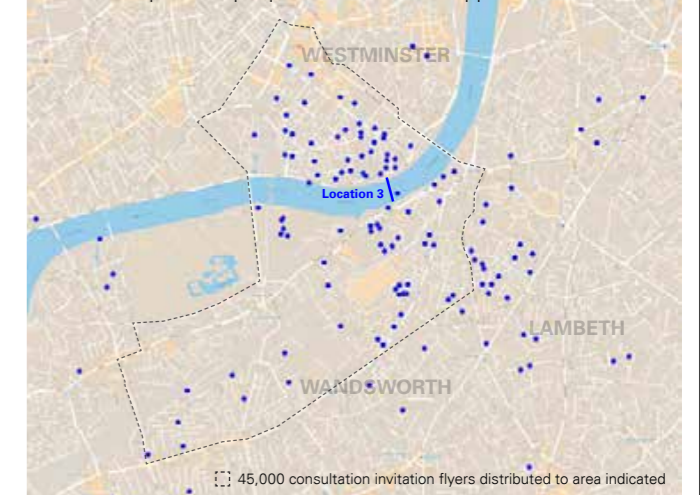 WESTMINSTER
Location 3
LAMBETH
WANDSWORTH
45,000 consultation invitation flyers distributed to area indicated